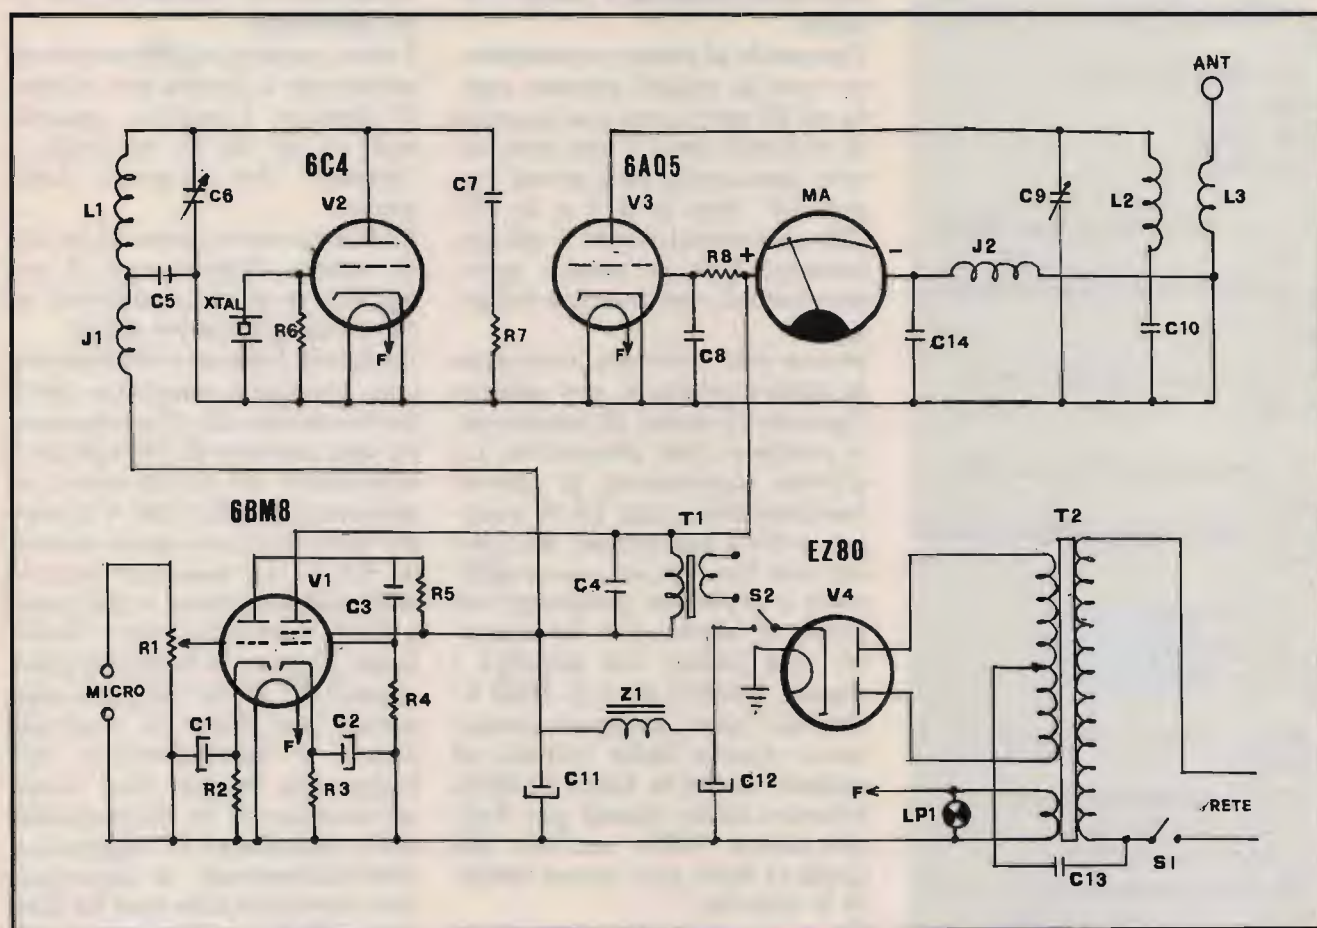 ANT
6C4
V2
C7
6AQ5
V3
MA
L1
C6
C9
L2
L3
R8
+
-
J2
C5
XTAL
J1
R6
F
R7
F
C8
C14
C10
6BM8
T1
T2
EZ80
V1
C3
R5
C4
S2
V4
R1
MICRO
R4
Z1
C1
F
C2
R2
R3
C11
C12
F
LP1
RETE
C13
S1